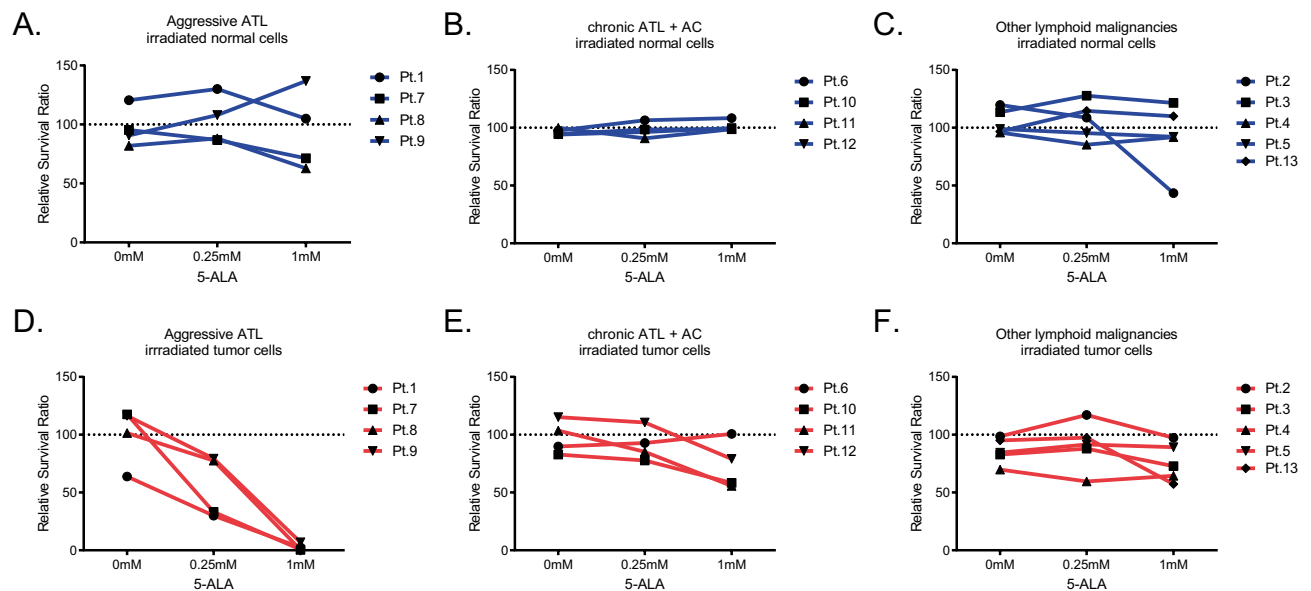 A.
Aggressive ATL
irradiated normal cells
Relative Survival Ratio
150
100
50
0
0mM 0.25mM 1mM
5-ALA
Pt.1
Pt.7
Pt.8
Pt.9
B.
chronic ATL + AC
irradiated normal cells
Relative Survival Ratio
150
100
50
0
0mM 0.25mM 1mM
5-ALA
Pt.6
Pt.10
Pt.11
Pt.12
C.
Other lymphoid malignancies
irradiated normal cells
Relative Survival Ratio
150
100
50
0
0mM 0.25mM 1mM
5-ALA
Pt.2
Pt.3
Pt.4
Pt.5
Pt.13
D.
Aggressive ATL
irrradiated tumor cells
Relative Survival Ratio
150
100
50
0
0mM 0.25mM 1mM
5-ALA
Pt.1
Pt.7
Pt.8
Pt.9
E.
chronic ATL + AC
irradiated tumor cells
Relative Survival Ratio
150
100
50
0
0mM 0.25mM 1mM
5-ALA
Pt.6
Pt.10
Pt.11
Pt.12
F.
Other lymphoid malignancies
irradiated tumor cells
Relative Survival Ratio
150
100
50
0
0mM 0.25mM 1mM
5-ALA
Pt.2
Pt.3
Pt.4
Pt.5
Pt.13